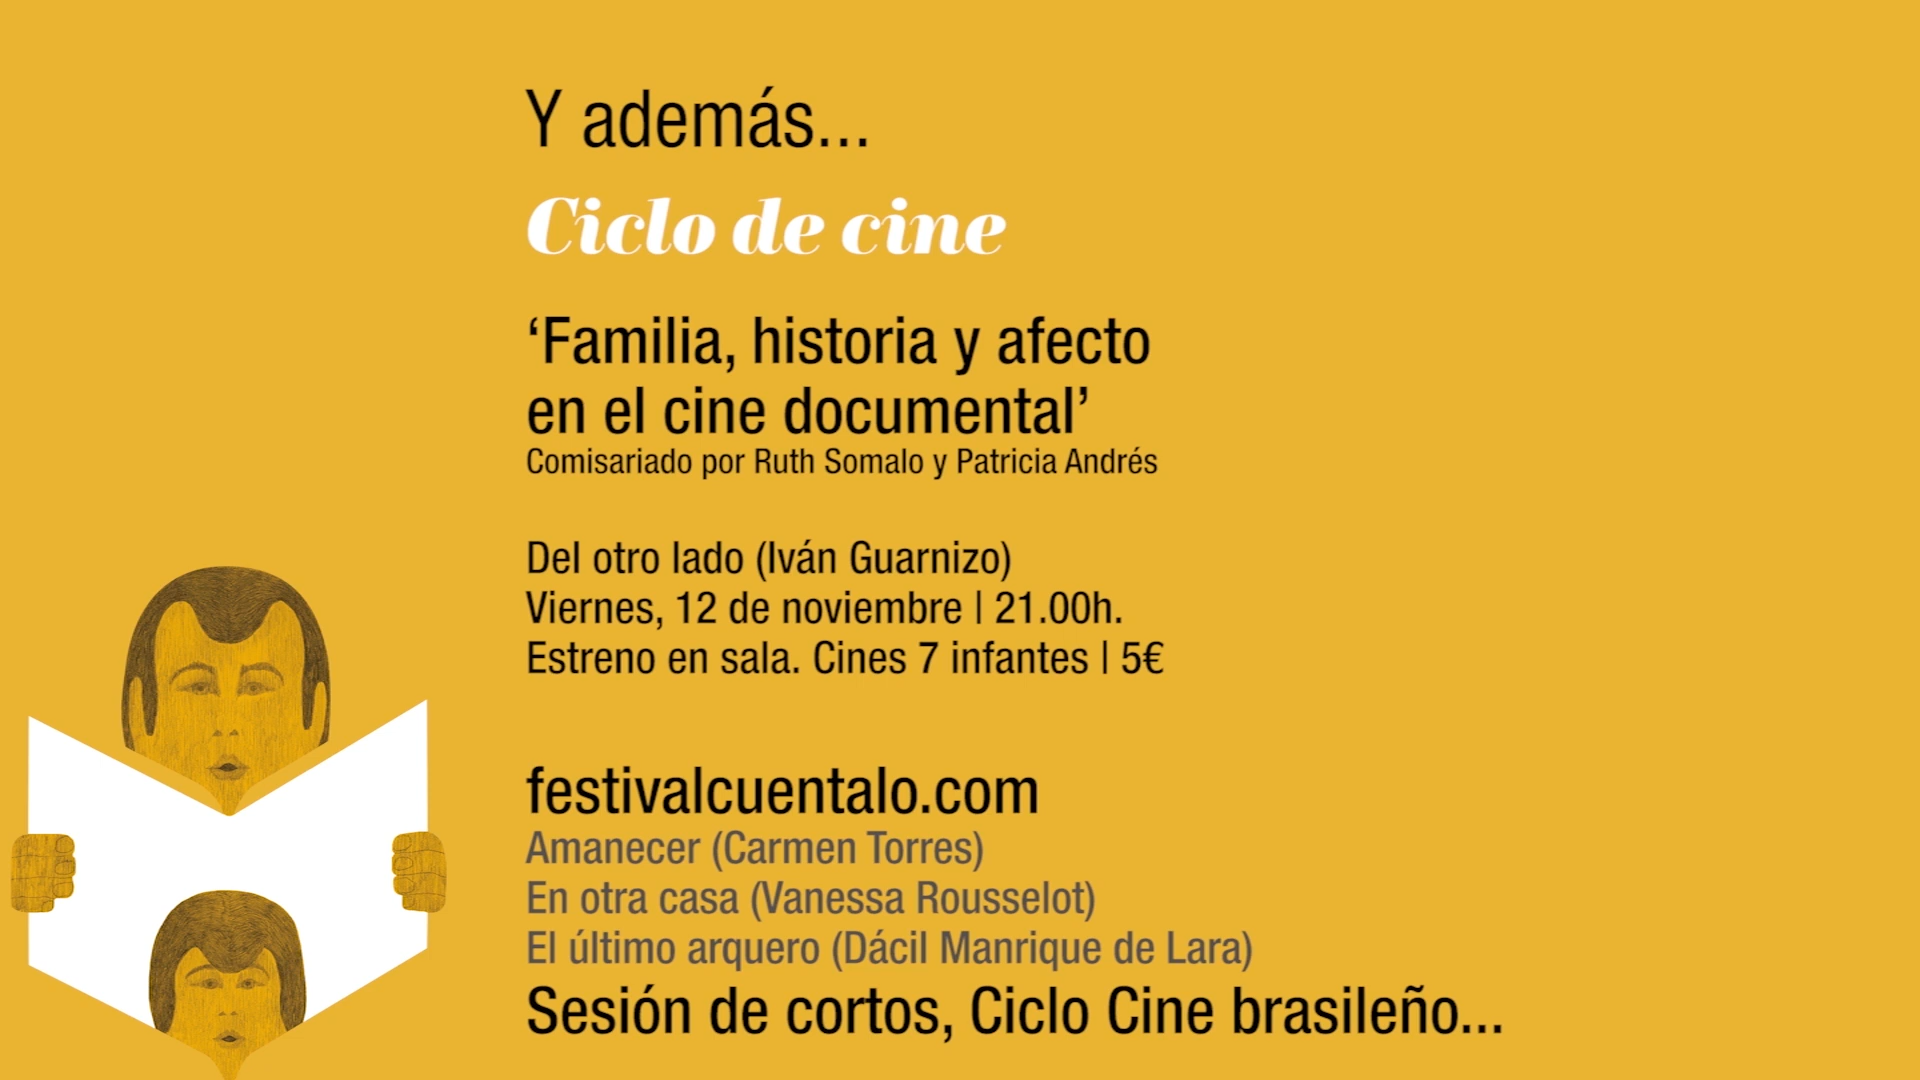 Y además...
Ciclo de cine
‘Familia, historia y afecto
en el cine documental’
Comisariado por Ruth Somalo y Patricia Andrés
Del otro lado (Iván Guarnizo)
Viernes, 12 de noviembre | 21.00h.
Estreno en sala. Cines 7 infantes | 5€
festivalcuentalo.com
Amanecer (Carmen Torres)
En otra casa (Vanessa Rousselot)
El último arquero (Dácil Manrique de Lara)
Sesión de cortos, Ciclo Cine brasileño...